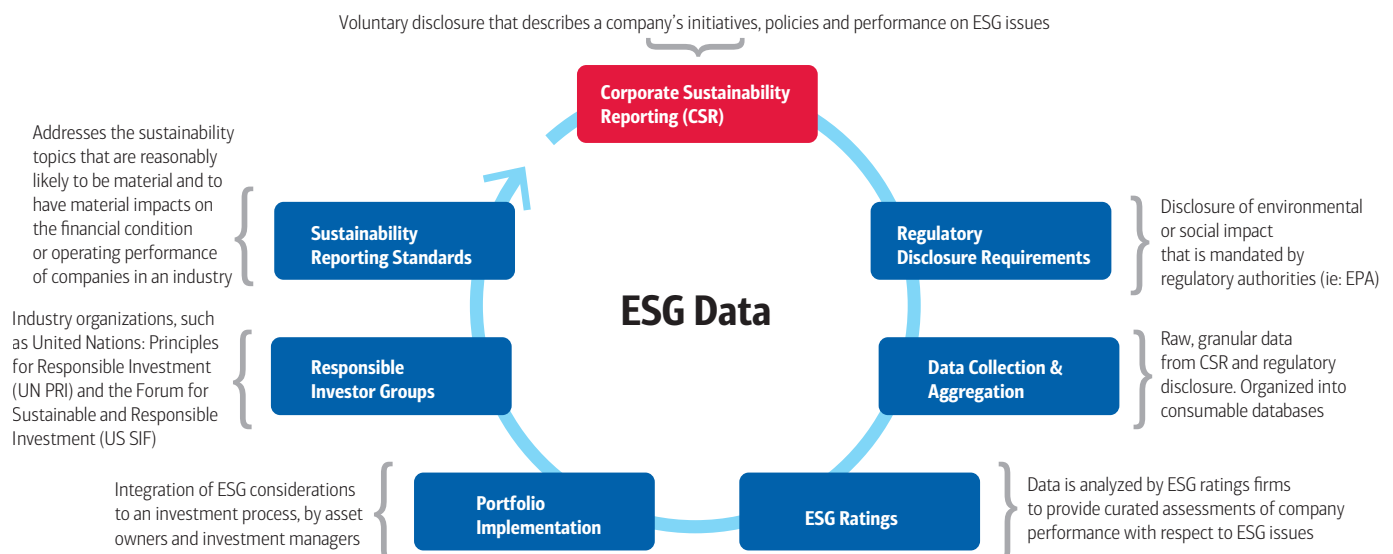 Voluntary disclosure that describes a company's initiatives, policies and performance on ESG issues
Corporate Sustainability
Reporting (CSR)
Addresses the sustainability
topics that are reasonably
likely to be material and to
have material impacts on
the financial condition
or operating performance
of companies in an industry
Sustainability
Reporting Standards
Regulatory
Disclosure Requirements
Disclosure of environmental
or social impact
that is mandated by
regulatory authorities (ie: EPA)
ESG Data
Industry organizations, such
as United Nations: Principles
for Responsible Investment
(UN PRI) and the Forum for
Sustainable and Responsible
Investment (US SIF)
Responsible
Investor Groups
Data Collection &
Aggregation
Raw, granular data
from CSR and regulatory
disclosure. Organized into
consumable databases
Integration of ESG considerations
to an investment process, by asset
owners and investment managers
Portfolio
Implementation
ESG Ratings
Data is analyzed by ESG ratings firms
to provide curated assessments of company
performance with respect to ESG issues